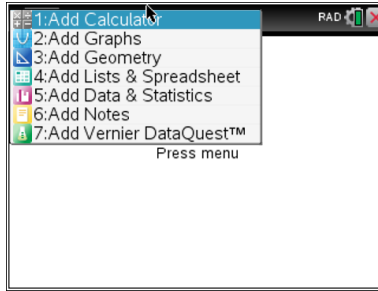 1:Add Calculator
RAD
2:Add Graphs
3:Add Geometry
4:Add Lists & Spreadsheet
5:Add Data & Statistics
6:Add Notes
7:Add Vernier DataQuest™
Press menu